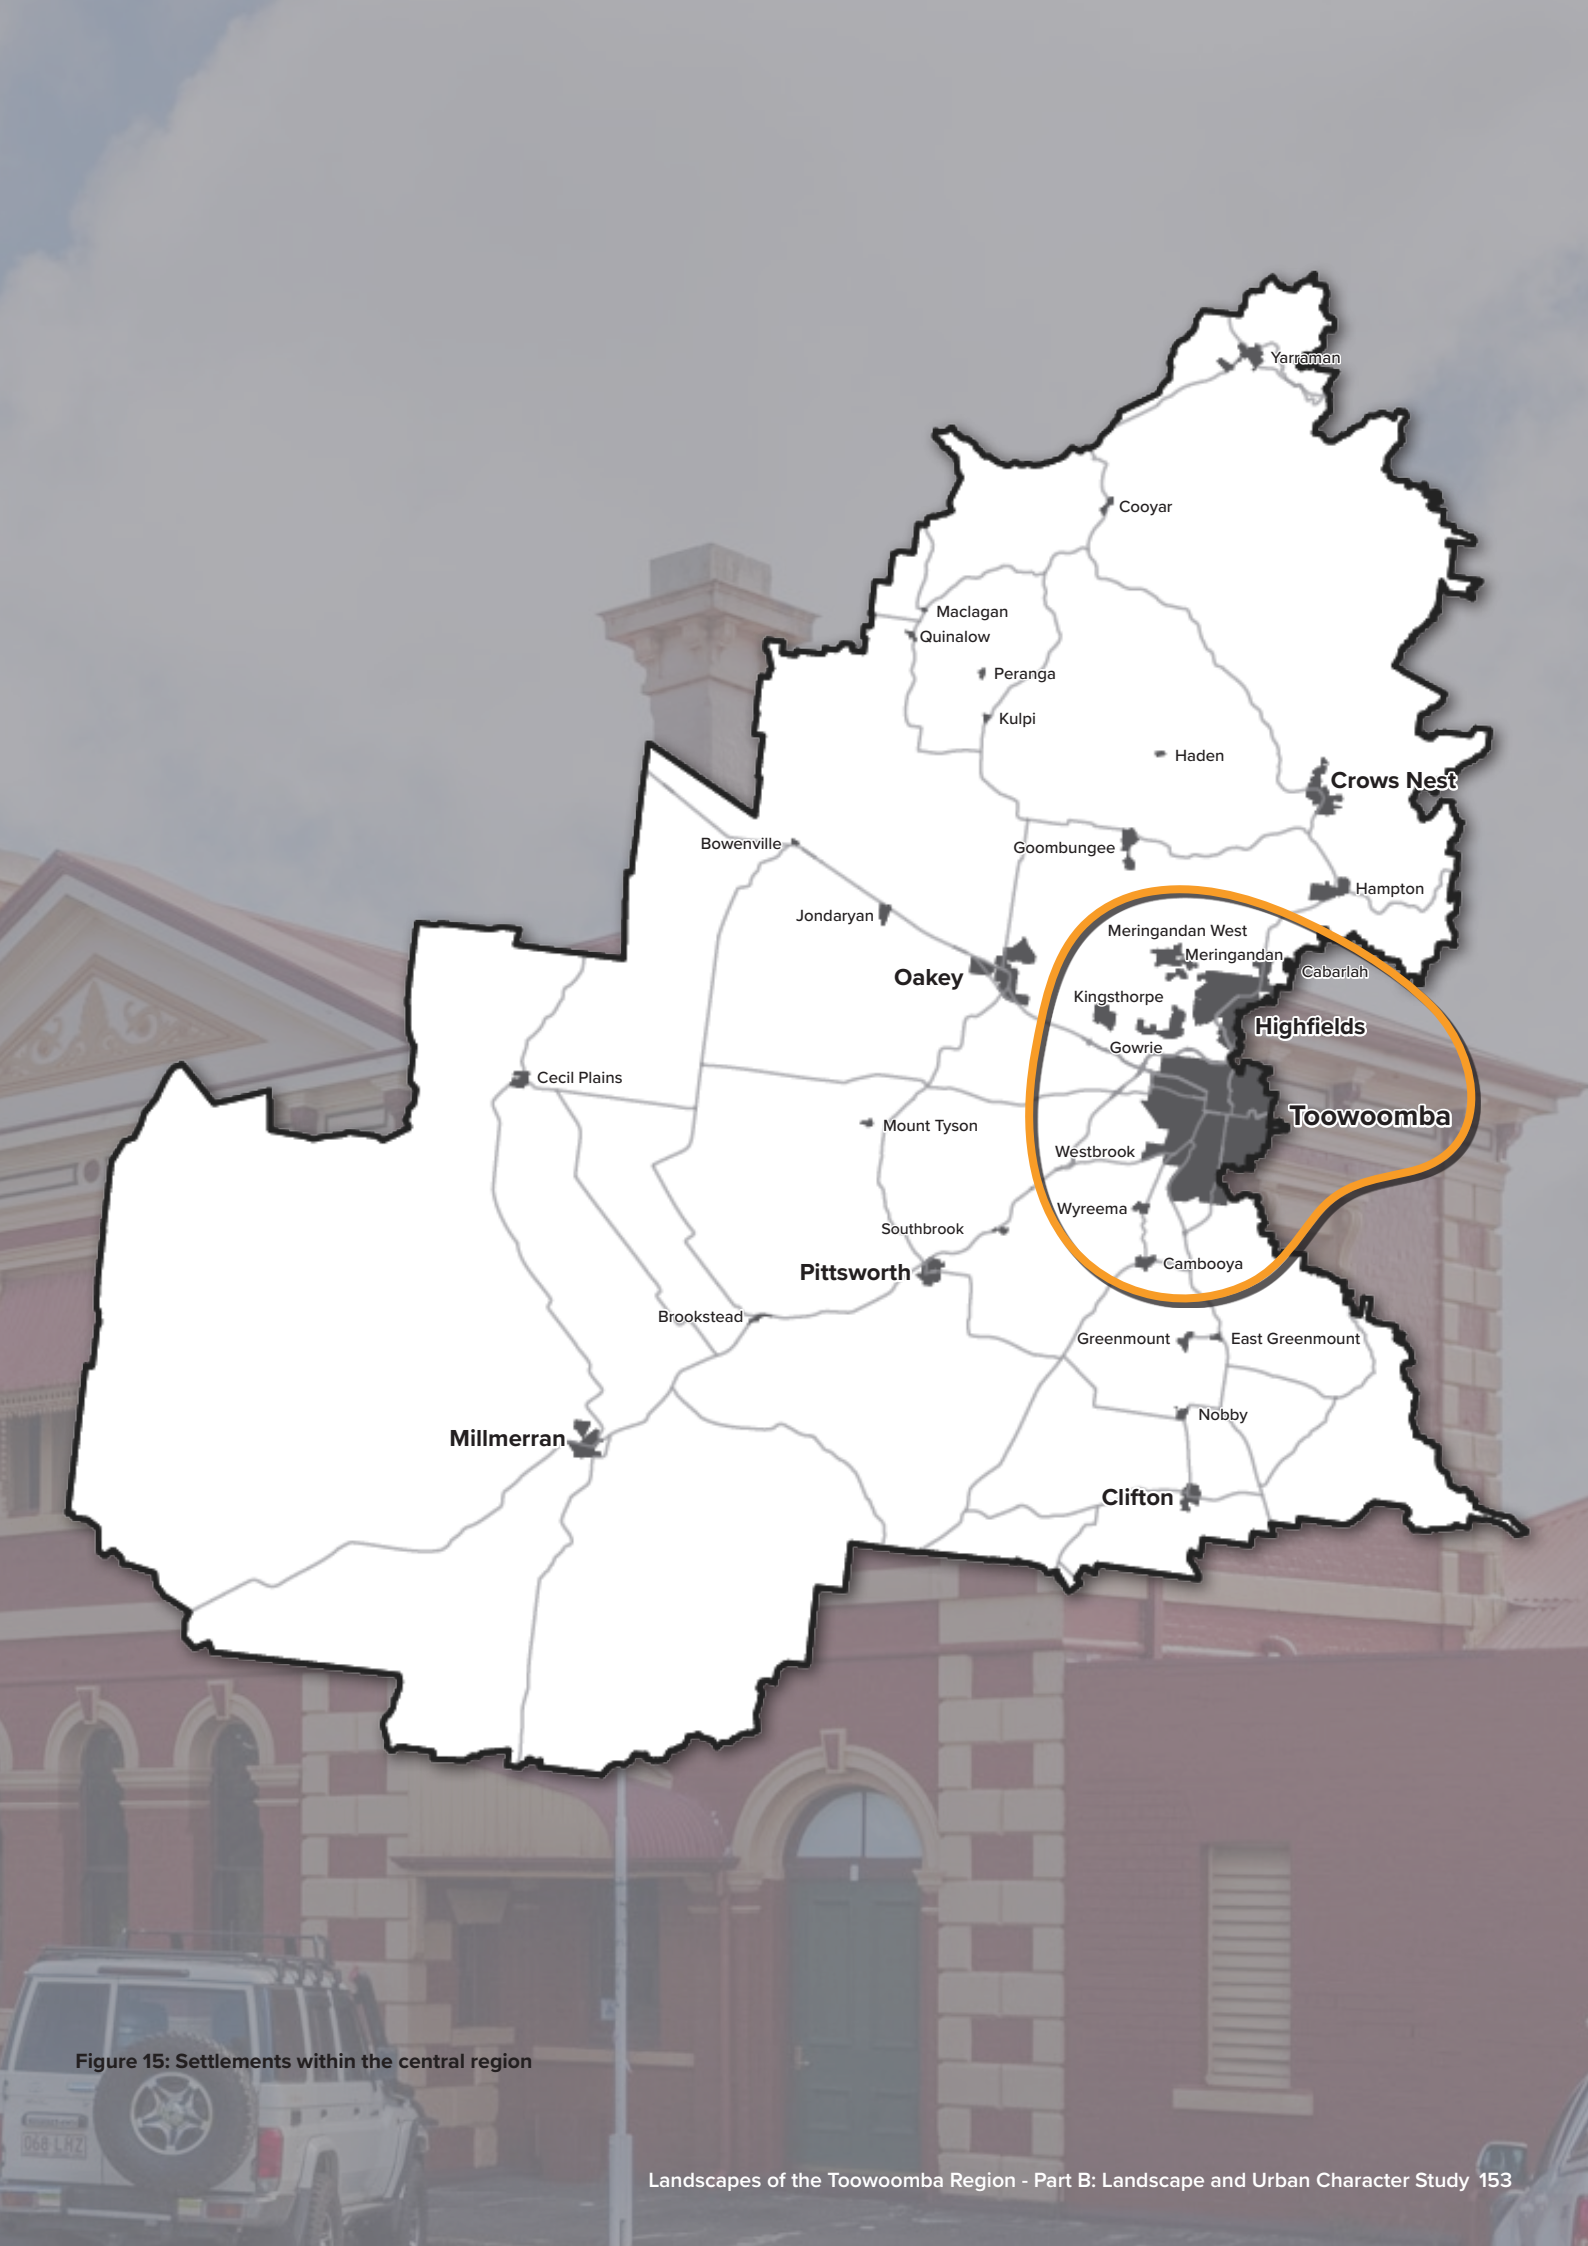 Yarraman
Cooyar
Maclagan
Quinalow
Peranga
Kulpi
Haden
Crows Nest
Bowenville
Goombungee
Hampton
Jondaryan
Meringandan West
Meringandan
Cabarlah
Oakey
Kingsthorpe
Highfields
Gowrie
Cecil Plains
Toowoomba
Mount Tyson
Westbrook
Wyreema
Southbrook
Cambooya
Pittsworth
Brookstead
Greenmount
East Greenmount
Nobby
Millmerran
Clifton
Figure 15: Settlements within the central region
Landscapes of the Toowoomba Region - Part B: Landscape and Urban Character Study 153